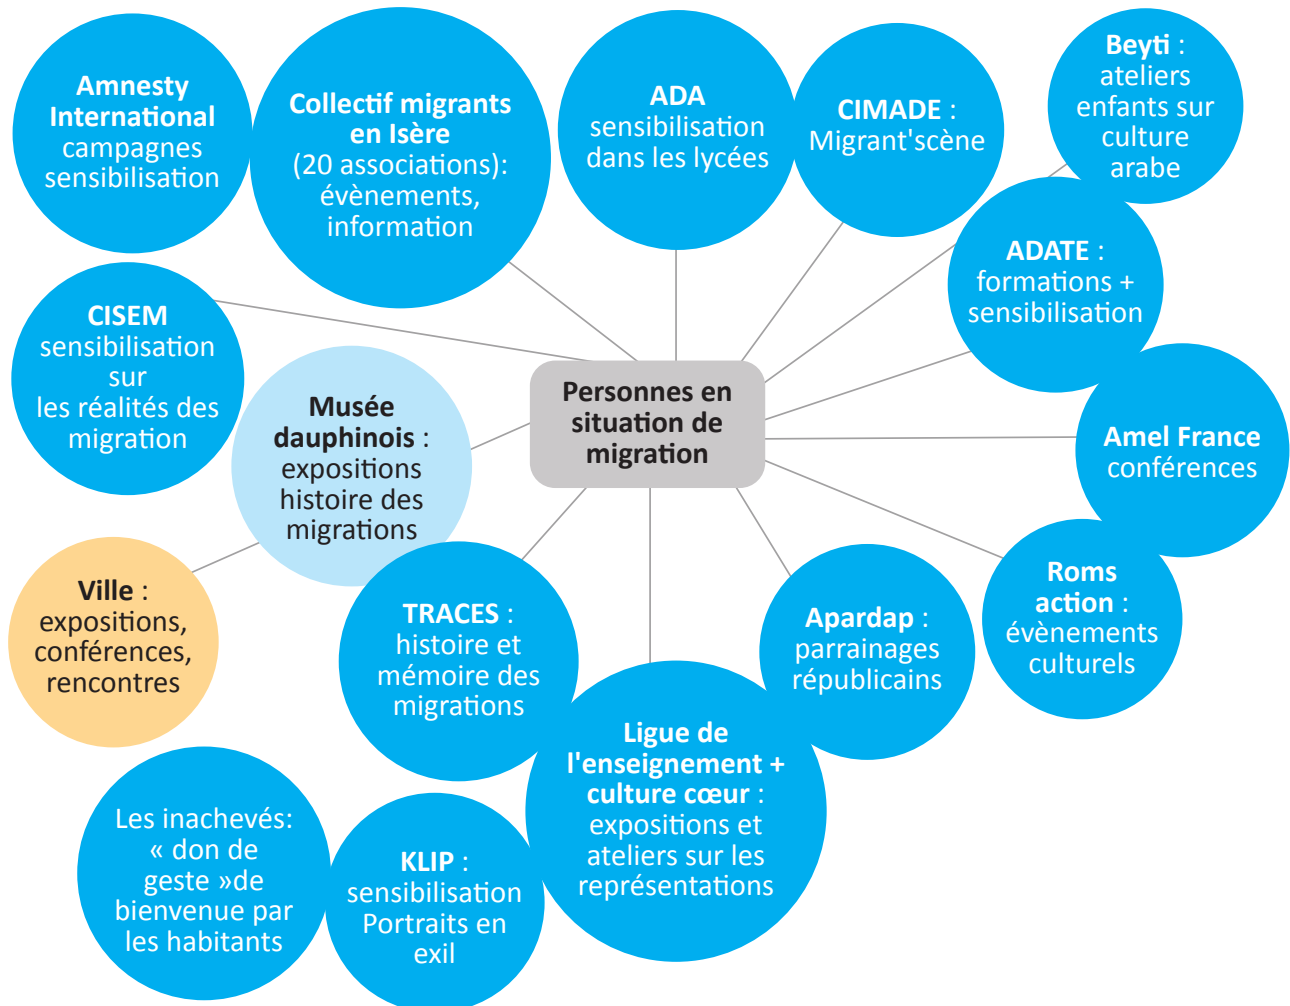 Amnesty
International
campagnes
sensibilisation
Collectif migrants
en Isère
(20 associations):
évènements,
information
ADA
sensibilisation
dans les lycées
CIMADE :
Migrant'scène
Beyti :
ateliers
enfants sur
culture
arabe
ADATE :
formations +
sensibilisation
CISEM
sensibilisation
sur
les réalités des
migration
Musée
dauphinois :
expositions
histoire des
migrations
Personnes en
situation de
migration
Amel France
conférences
Ville :
expositions,
conférences,
rencontres
TRACES :
histoire et
mémoire des
migrations
Apardap :
parrainages
républicains
Roms
action :
évènements
culturels
Ligue de
l'enseignement +
culture cœur :
expositions et
ateliers sur les
représentations
Les inachevés:
« don de
geste »de
bienvenue par
les habitants
KLIP :
sensibilisation
Portraits en
exil